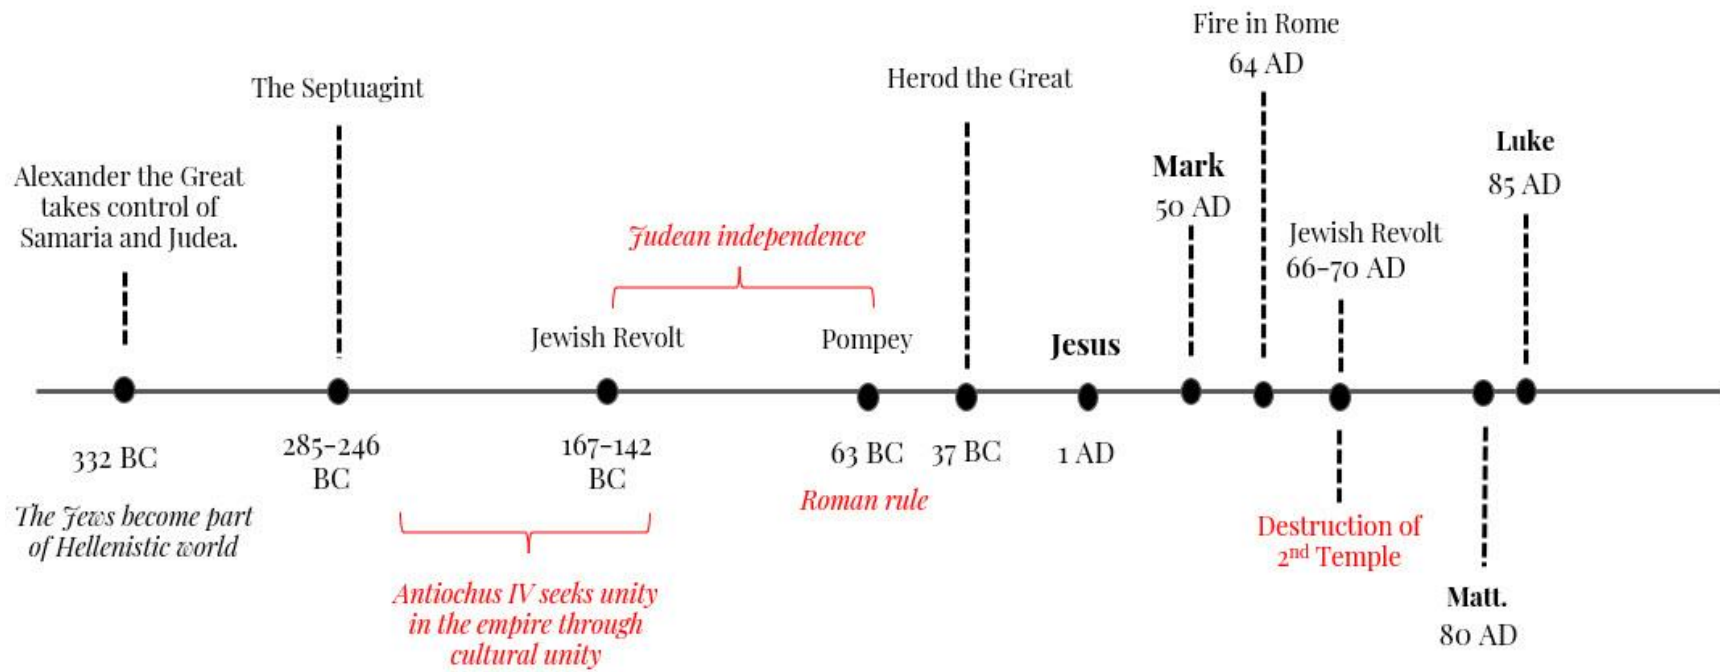 Alexander the Great
takes control of
Samaria and Judea.
332 BC
The Jews become part
of Hellenistic world
The Septuagint
285-246
BC
Jewish Revolt
167-142
BC
Antiochus IV seeks unity
in the empire through
cultural unity
Judean independence
Pompey
63 BC
Roman rule
Herod the Great
37 BC
Jesus
1 AD
Mark
50 AD
Fire in Rome
64 AD
Jewish Revolt
66-70 AD
Destruction of
2nd Temple
Matt.
80 AD
Luke
85 AD